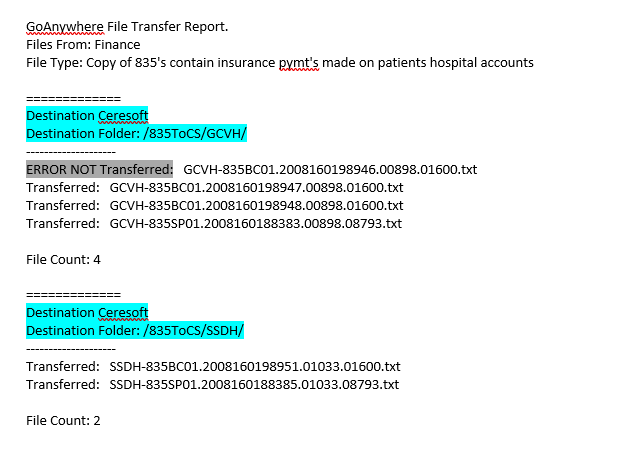 GoAnywhere File Transfer Report.
Files From: Finance
File Type: Copy of 835's contain insurance pymt's made on patients hospital accounts
=============
Destination Ceresoft
Destination Folder: /835ToCS/GCVH/
--------------------
ERROR NOT Transferred: GCVH-835BC01.2008160198946.00898.01600.txt
Transferred: GCVH-835BC01.2008160198947.00898.01600.txt
Transferred: GCVH-835BC01.2008160198948.00898.01600.txt
Transferred: GCVH-835SP01.2008160188383.00898.08793.txt
File Count: 4
=============
Destination Ceresoft
Destination Folder: /835ToCS/SSDH/
--------------------
Transferred: SSDH-835BC01.2008160198951.01033.01600.txt
Transferred: SSDH-835SP01.2008160188385.01033.08793.txt
File Count: 2